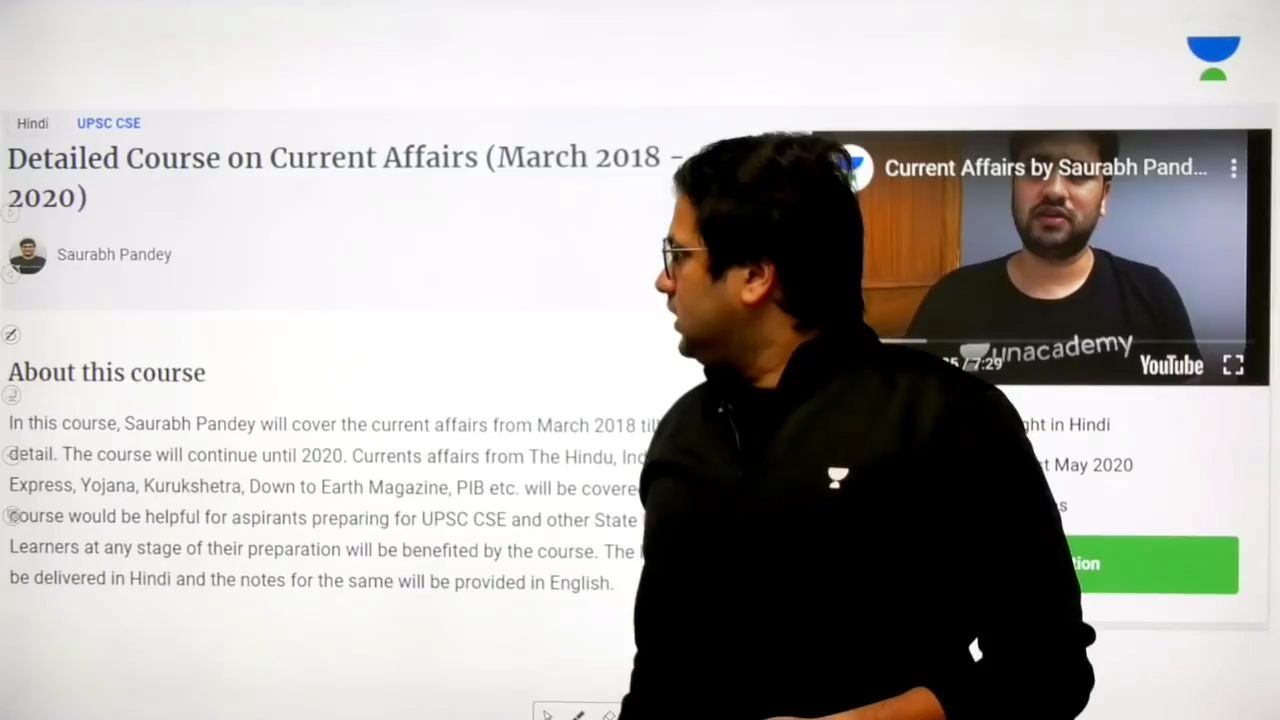 Hindi UPSC CSE
Detailed Course on Current Affairs (March 2018 -
2020)
Saurabh Pandey
About this course
In this course, Saurabh Pandey will cover the current affairs from March 2018
detail. The course will continue until 2020. Currents affairs from The Hindu,
Express, Yojana, Kurukshetra, Down to Earth Magazine, PIB etc. will be
course would be helpful for aspirants preparing for UPSC CSE and other State
Learners at any stage of their preparation will be benefited by the course. The
be delivered in Hindi and the notes for the same will be provided in English.
Current Affairs by Saurabh Pand...
unacademy
/ 7:29
YouTube
in Hindi
May 2020